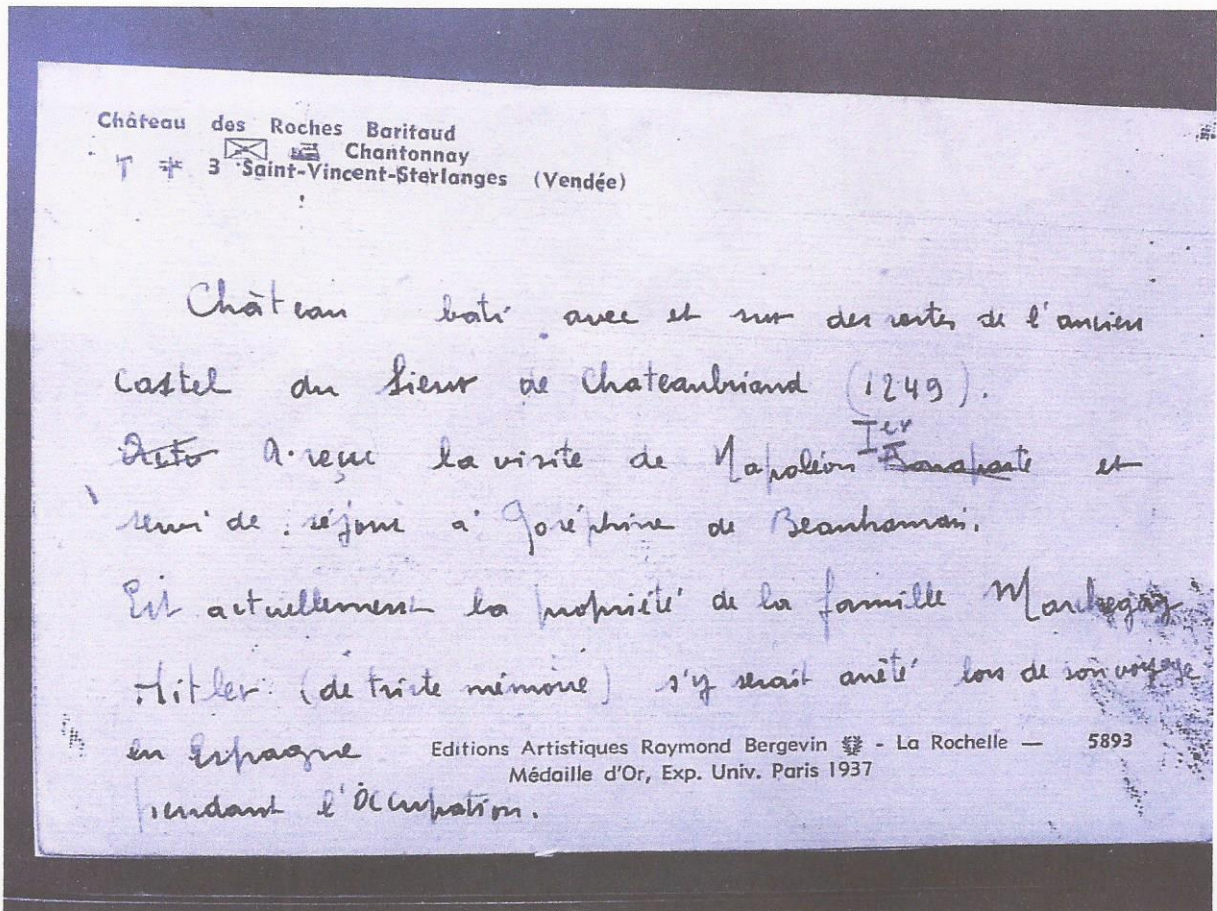 Château des Roches Baritaud
Chantonnay
3 Saint-Vincent-Sterlanges (Vendée)
Château bati avec et sur des restes de l'ancien
castel du Sieur de Chateaubriand (1249).
A reçu la visite de Napoléon Ier Bonaparte et
servi de séjour à Joséphine de Beauharnais.
Est actuellement la propriété de la famille Marchegay
Hitler (de triste mémoire) s'y serait arrêté lors de son voyage
en Espagne
Editions Artistiques Raymond Bergevin - La Rochelle — 5893
Médaille d'Or, Exp. Univ. Paris 1937
pendant l'Occupation.